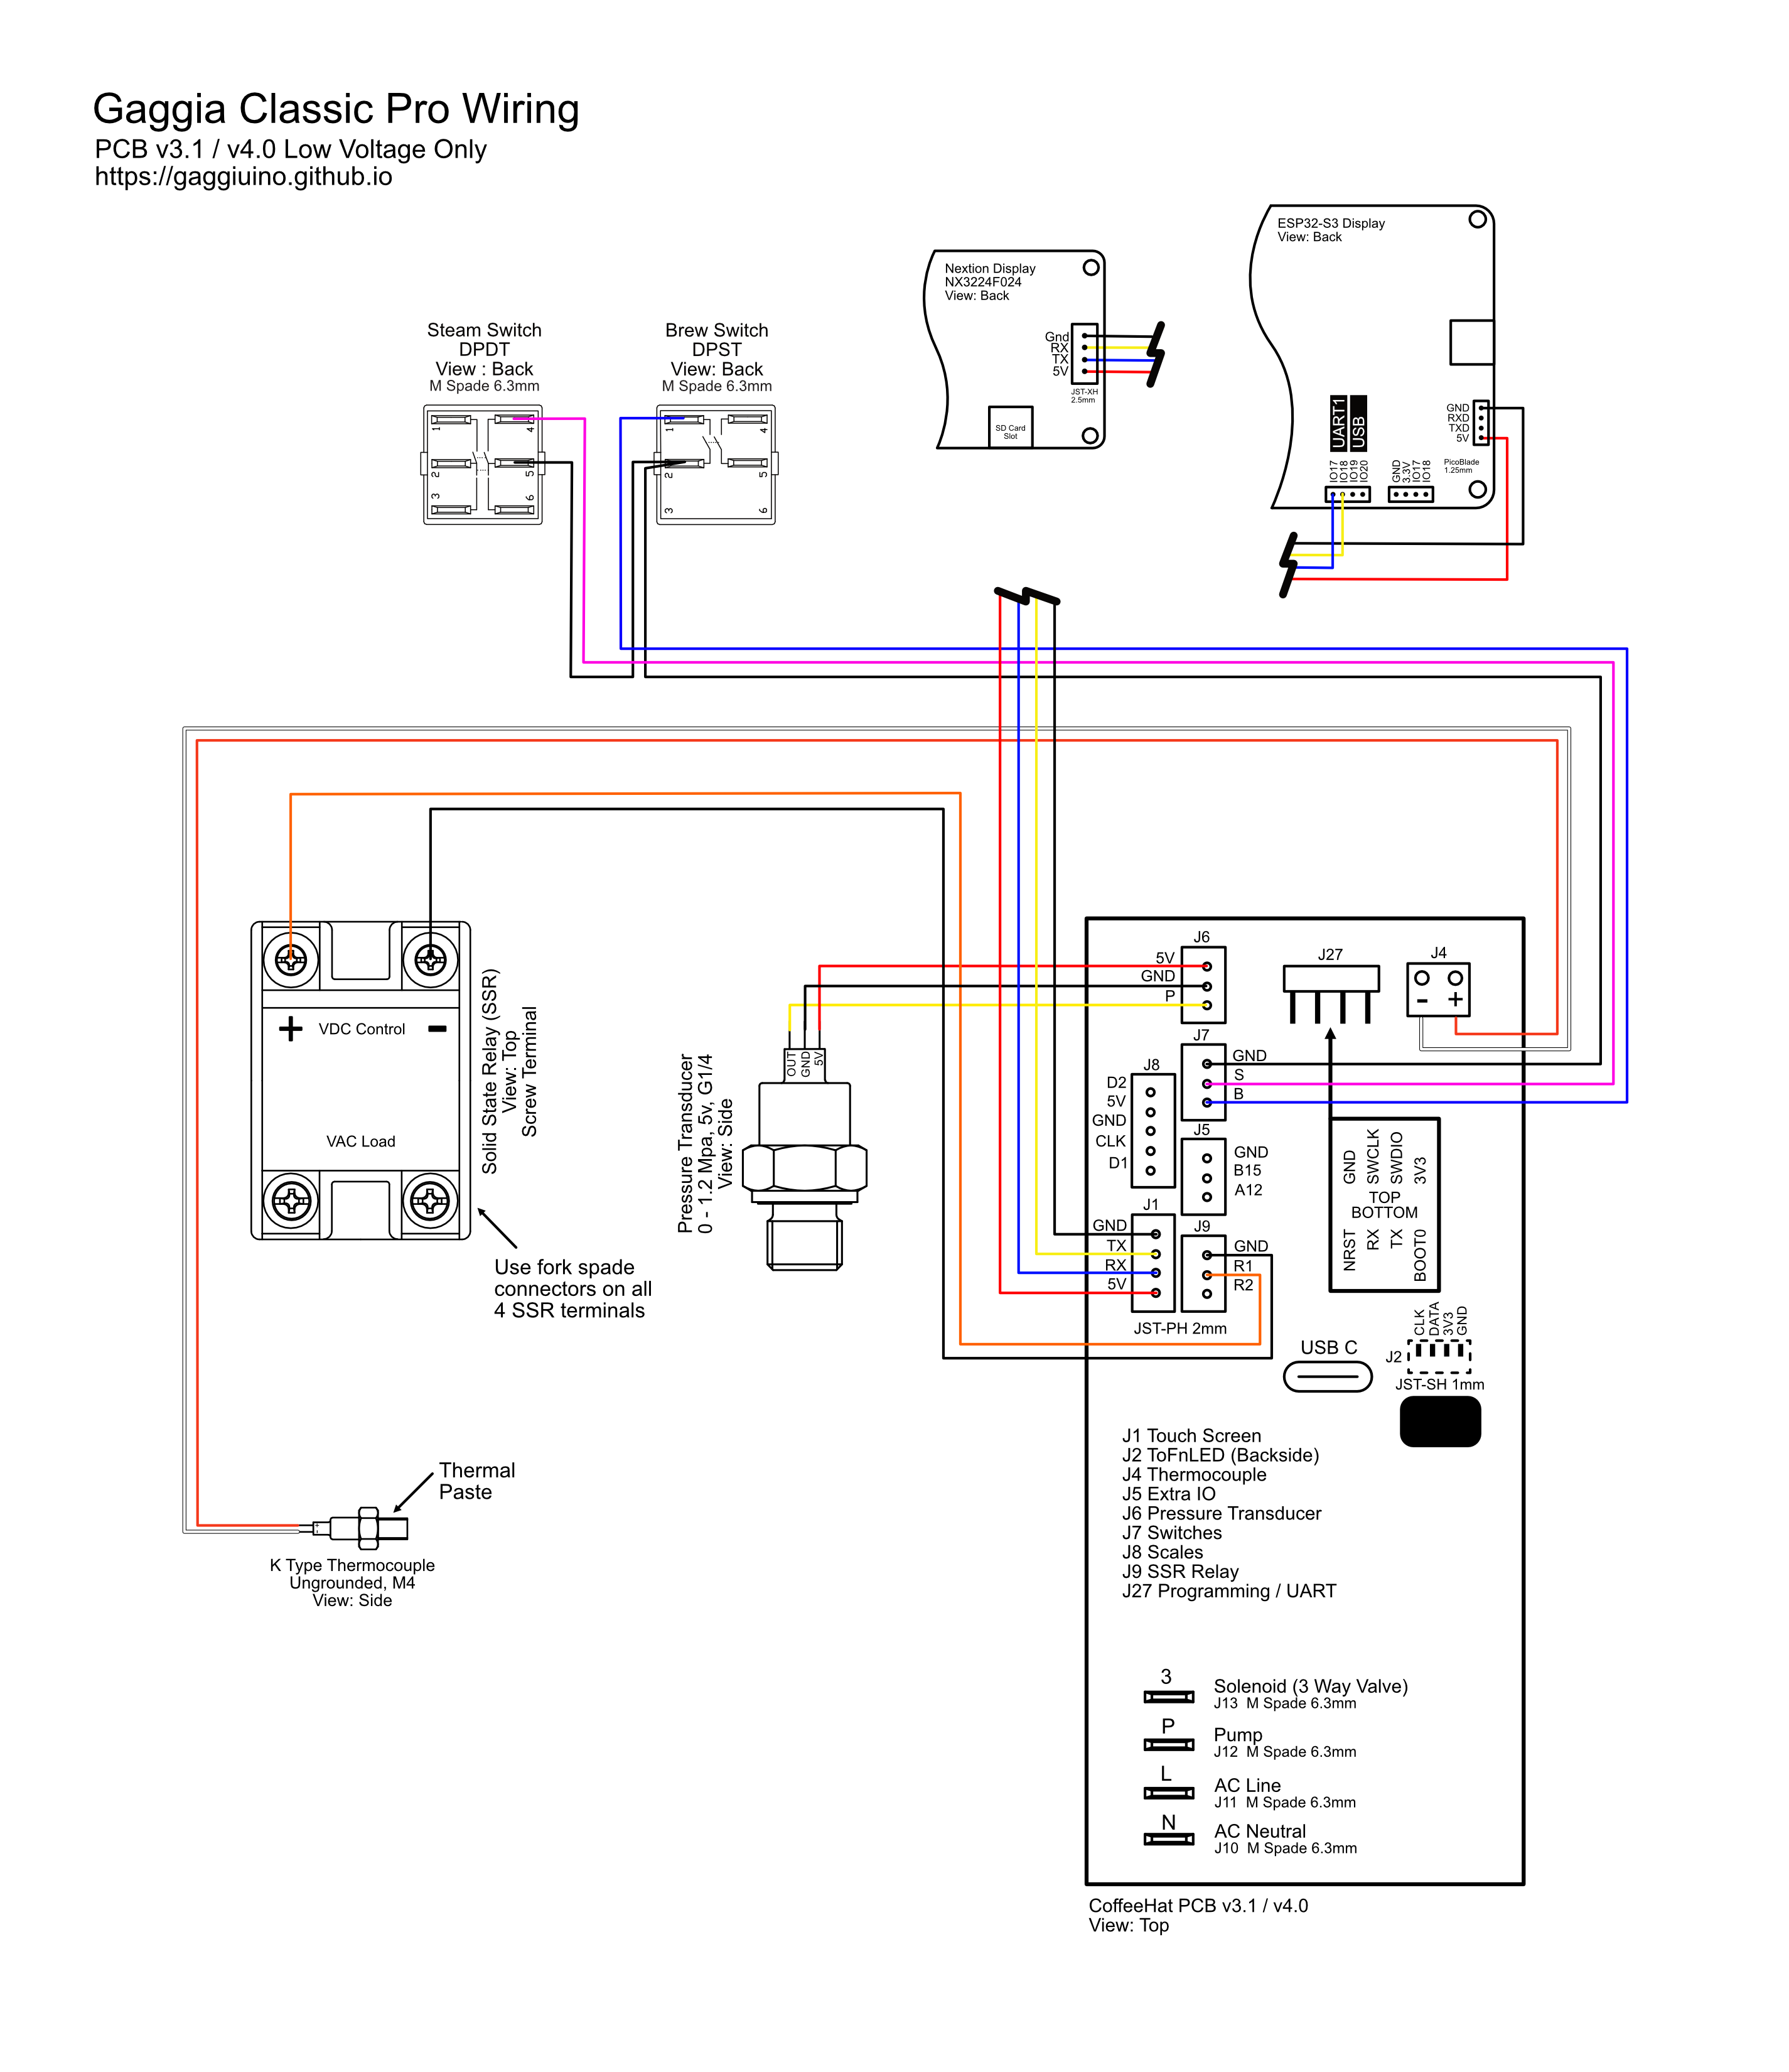 Gaggia Classic Pro Wiring
PCB v3.1 / v4.0 Low Voltage Only
https://gaggiuino.github.io
ESP32-S3 Display
View: Back
GND
RXD
TXD
5V
PicoBlade
1.25mm
UART1
USB
IO17
IO18
IO19
IO20
GND
3.3V
IO17
IO18
Nextion Display
NX3224F024
View: Back
Gnd
RX
TX
5V
JST-XH
2.5mm
SD Card
Slot
Steam Switch
DPDT
View : Back
M Spade 6.3mm
1
4
2
5
3
6
Brew Switch
DPST
View: Back
M Spade 6.3mm
1
4
2
5
3
6
+ VDC Control -
VAC Load
Solid State Relay (SSR)
View: Top
Screw Terminal
Use fork spade
connectors on all
4 SSR terminals
OUT
GND
5V
Pressure Transducer
0 - 1.2 Mpa, 5v, G1/4
View: Side
Thermal
Paste
K Type Thermocouple
Ungrounded, M4
View: Side
J6
5V
GND
P
J27
J4
- +
J7
GND
S
B
J8
D2
5V
GND
CLK
D1
J5
GND
B15
A12
J1
GND
TX
RX
5V
J9
GND
R1
R2
JST-PH 2mm
GND
SWCLK
SWDIO
3V3
TOP
BOTTOM
NRST
RX
TX
BOOT0
CLK
DATA
3V3
GND
J2
JST-SH 1mm
USB C
J1 Touch Screen
J2 ToFnLED (Backside)
J4 Thermocouple
J5 Extra IO
J6 Pressure Transducer
J7 Switches
J8 Scales
J9 SSR Relay
J27 Programming / UART
3
Solenoid (3 Way Valve)
J13 M Spade 6.3mm
P
Pump
J12 M Spade 6.3mm
L
AC Line
J11 M Spade 6.3mm
N
AC Neutral
J10 M Spade 6.3mm
CoffeeHat PCB v3.1 / v4.0
View: Top